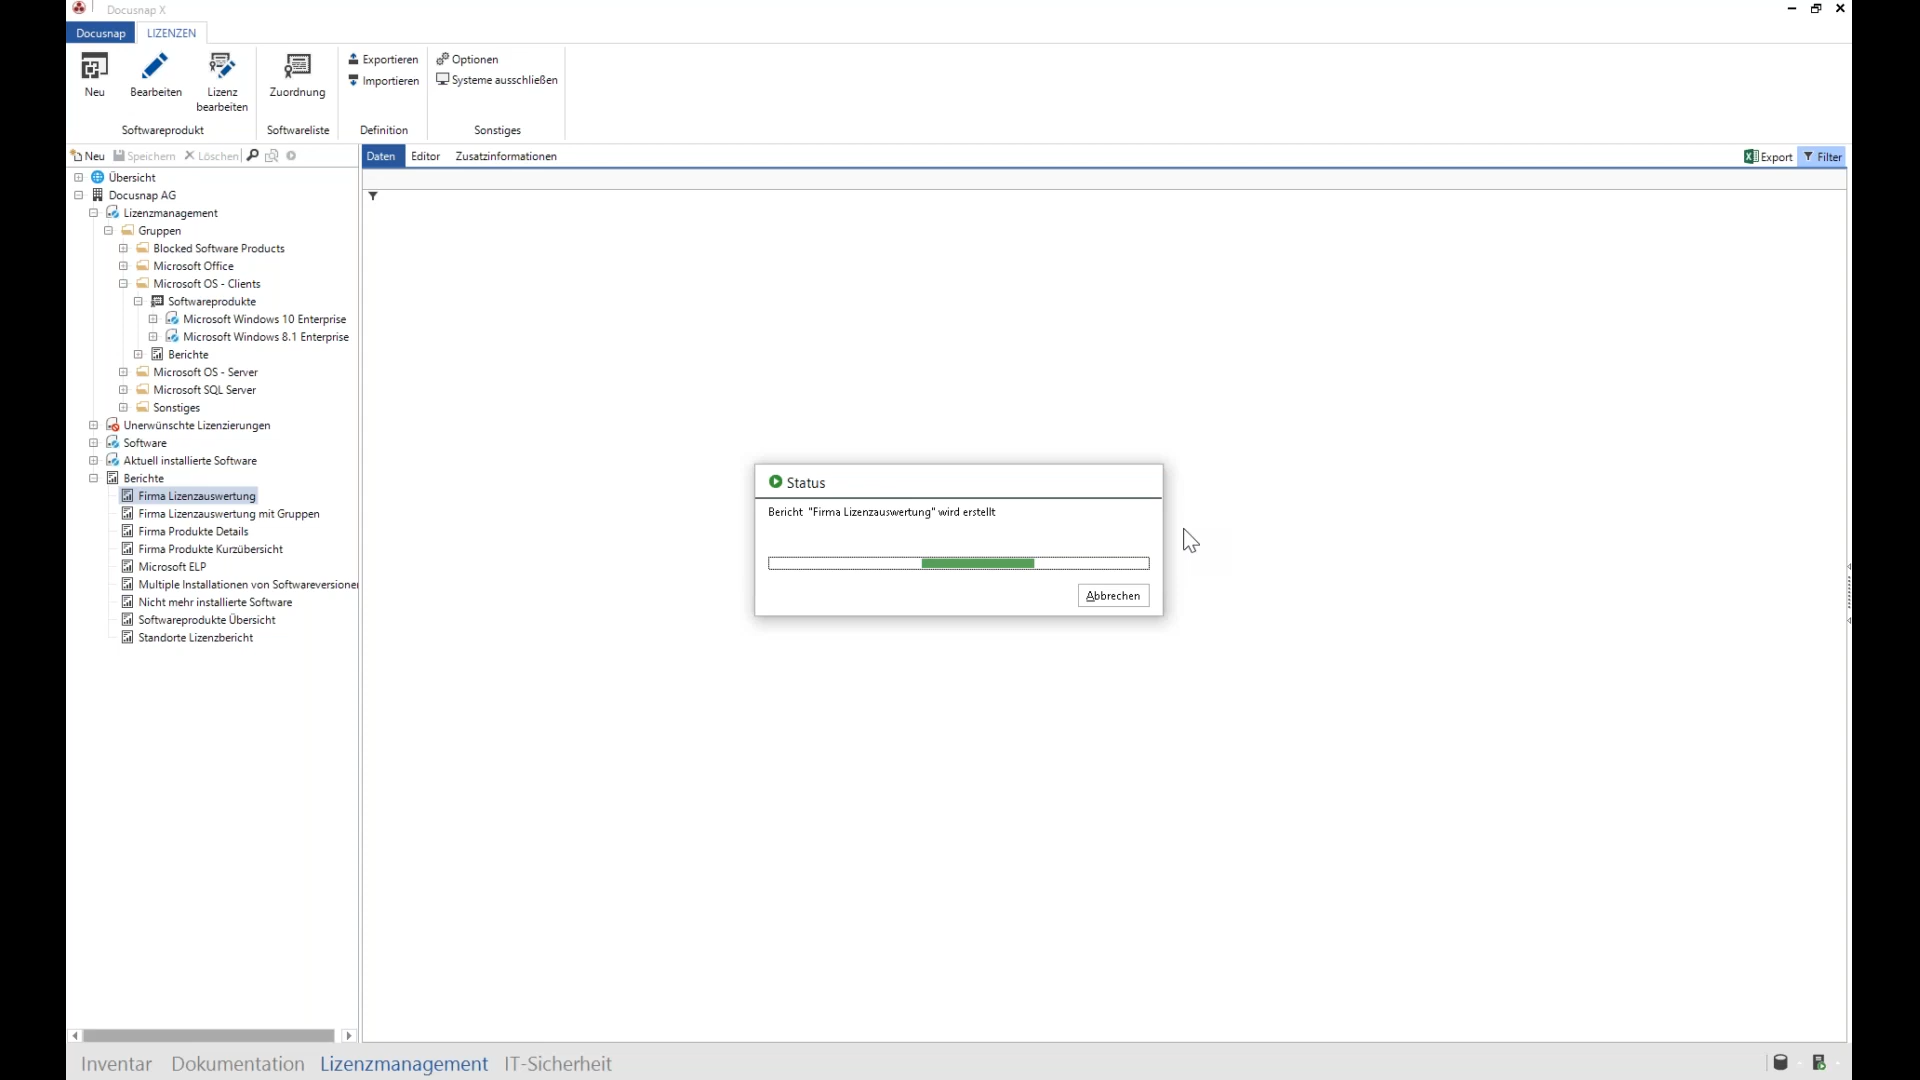 Docusnap X
Docusnap LIZENZEN
Neu Bearbeiten Lizenz bearbeiten Zuordnung Exportieren Importieren Optionen Systeme ausschließen
Softwareprodukt Softwareliste Definition Sonstiges
Neu Speichern Löschen
Daten Editor Zusatzinformationen Export Filter
Übersicht
Docusnap AG
Lizenzmanagement
Gruppen
Blocked Software Products
Microsoft Office
Microsoft OS - Clients
Softwareprodukte
Microsoft Windows 10 Enterprise
Microsoft Windows 8.1 Enterprise
Berichte
Microsoft OS - Server
Microsoft SQL Server
Sonstiges
Unerwünschte Lizenzierungen
Software
Aktuell installierte Software
Berichte
Firma Lizenzauswertung
Firma Lizenzauswertung mit Gruppen
Firma Produkte Details
Firma Produkte Kurzübersicht
Microsoft ELP
Multiple Installationen von Softwareversionen
Nicht mehr installierte Software
Softwareprodukte Übersicht
Standorte Lizenzbericht
Status
Bericht "Firma Lizenzauswertung" wird erstellt
Abbrechen
Inventar Dokumentation Lizenzmanagement IT-Sicherheit